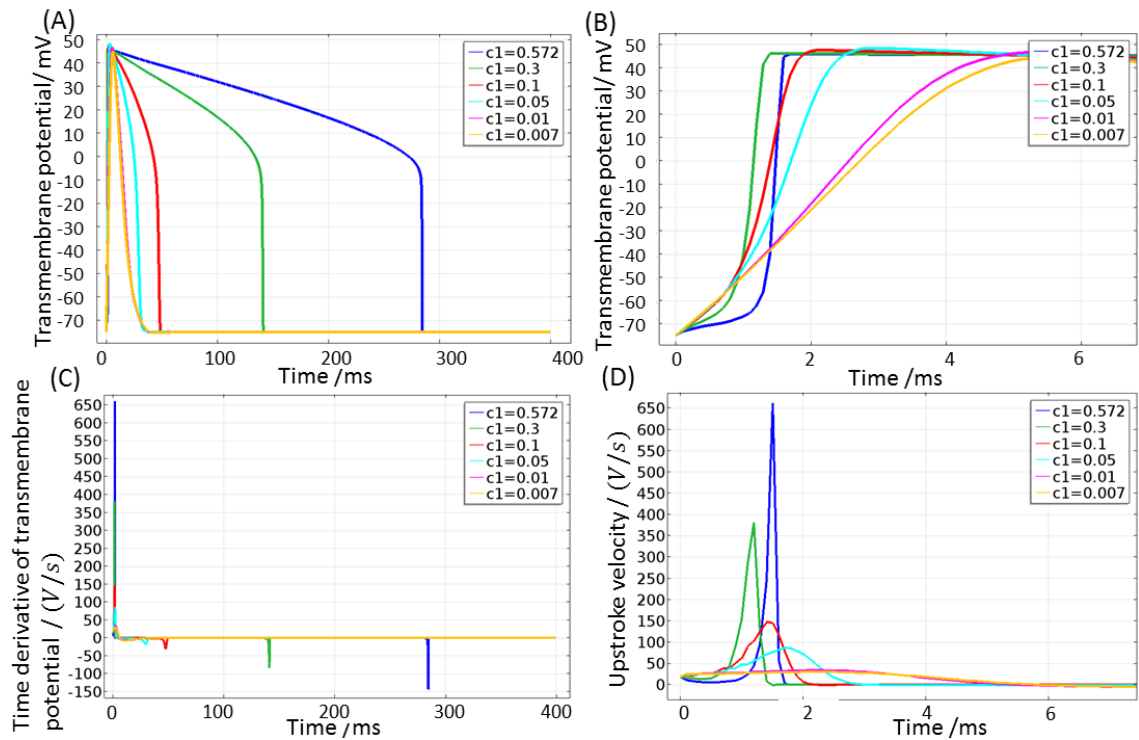 (A)
Transmembrane potential/ mV
50
40
30
20
10
0
-10
-20
-30
-40
-50
-60
-70
c1=0.572
c1=0.3
c1=0.1
c1=0.05
c1=0.01
c1=0.007
0
100
200
300
400
Time /ms
(B)
Transmembrane potential/ mV
50
40
30
20
10
0
-10
-20
-30
-40
-50
-60
-70
c1=0.572
c1=0.3
c1=0.1
c1=0.05
c1=0.01
c1=0.007
0
2
4
6
Time /ms
(C)
Time derivative of transmembrane
potential / (V/s)
650
600
550
500
450
400
350
300
250
200
150
100
50
0
-50
-100
-150
c1=0.572
c1=0.3
c1=0.1
c1=0.05
c1=0.01
c1=0.007
0
100
200
300
400
Time /ms
(D)
Upstroke velocity / (V/s)
650
600
550
500
450
400
350
300
250
200
150
100
50
0
c1=0.572
c1=0.3
c1=0.1
c1=0.05
c1=0.01
c1=0.007
0
2
4
6
Time /ms